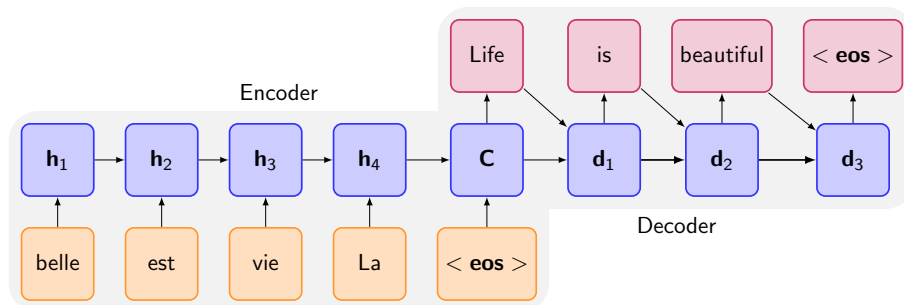 Life is beautiful < eos >
Encoder
h1 h2 h3 h4 C d1 d2 d3
Decoder
belle est vie La < eos >